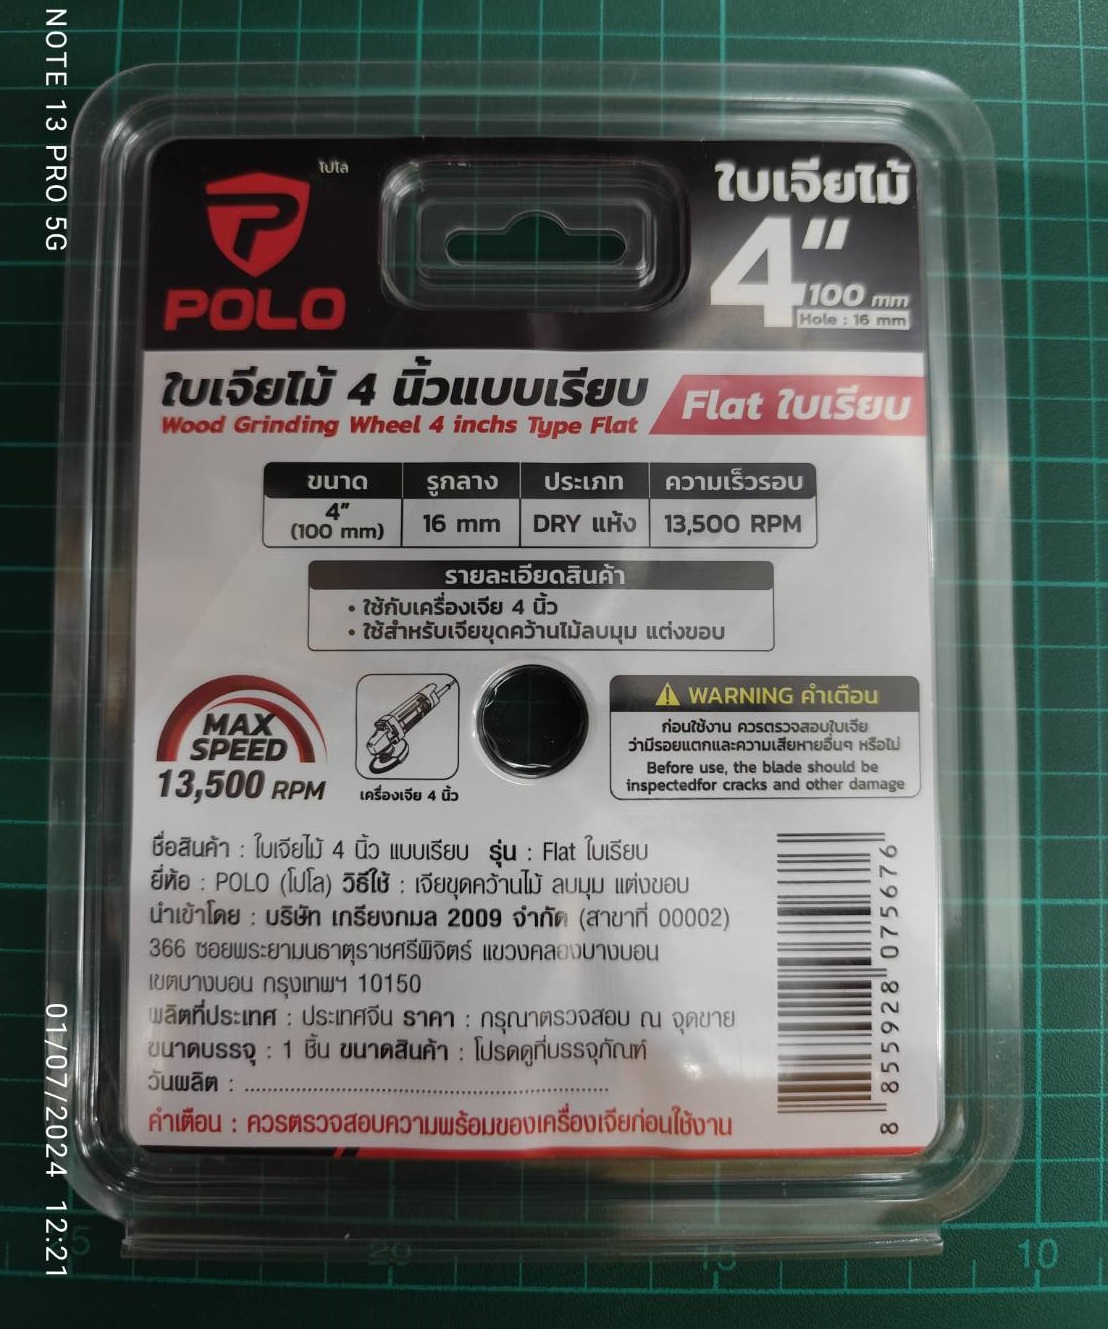 NOTE 13 PRO 5G
โปโล
POLO
ใบเจียไม้
4"
100 mm
Hole : 16 mm
ใบเจียไม้ 4 นิ้วแบบเรียบ
Wood Grinding Wheel 4 inchs Type Flat
Flat ใบเรียบ
ขนาด รูกลาง ประเภท ความเร็วรอบ
4" (100 mm) 16 mm DRY แห้ง 13,500 RPM
รายละเอียดสินค้า
• ใช้กับเครื่องเจีย 4 นิ้ว
• ใช้สำหรับเจียขุดคว้านไม้ลบมุม แต่งขอบ
MAX
SPEED
13,500 RPM
เครื่องเจีย 4 นิ้ว
WARNING คำเตือน
ก่อนใช้งาน ควรตรวจสอบใบเจีย
ว่ามีรอยแตกและความเสียหายอื่นๆ หรือไม่
Before use, the blade should be
inspectedfor cracks and other damage
ชื่อสินค้า : ใบเจียไม้ 4 นิ้ว แบบเรียบ รุ่น : Flat ใบเรียบ
ยี่ห้อ : POLO (โปโล) วิธีใช้ : เจียขุดคว้านไม้ ลบมุม แต่งขอบ
นำเข้าโดย : บริษัท เกรียงกมล 2009 จำกัด (สาขาที่ 00002)
366 ซอยพระยามนธาตุราชศรีพิจิตร์ แขวงคลองบางบอน
เขตบางบอน กรุงเทพฯ 10150
ผลิตที่ประเทศ : ประเทศจีน ราคา : กรุณาตรวจสอบ ณ จุดขาย
ขนาดบรรจุ : 1 ชิ้น ขนาดสินค้า : โปรดดูที่บรรจุภัณฑ์
วันผลิต : ........................................................
คำเตือน : ควรตรวจสอบความพร้อมของเครื่องเจียก่อนใช้งาน
8 855928 075676
01/07/2024 12:21
20
15
10